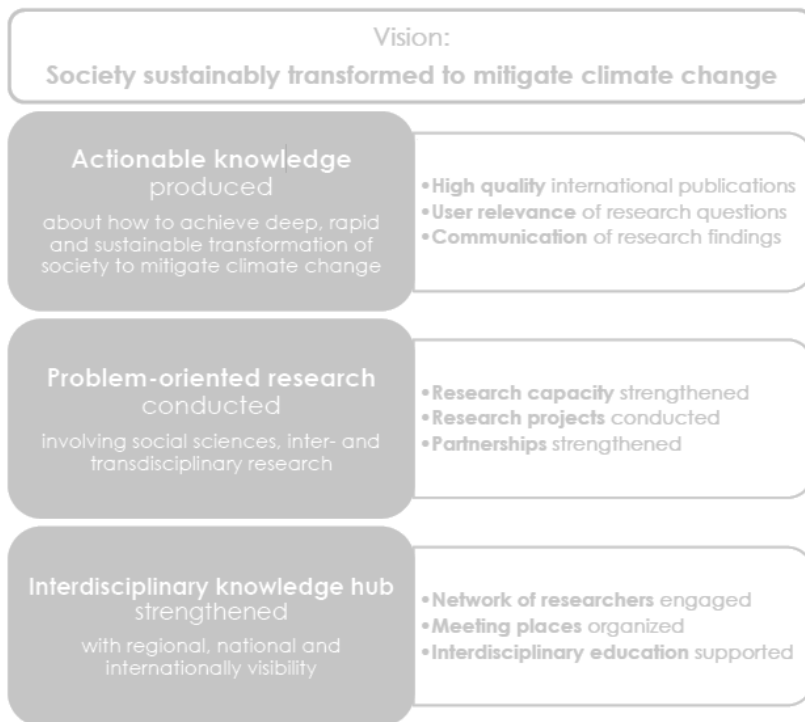 Vision:
Society sustainably transformed to mitigate climate change
Actionable knowledge
produced
about how to achieve deep, rapid
and sustainable transformation of
society to mitigate climate change
•High quality international publications
•User relevance of research questions
•Communication of research findings
Problem-oriented research
conducted
involving social sciences, inter- and
transdisciplinary research
•Research capacity strengthened
•Research projects conducted
•Partnerships strengthened
Interdisciplinary knowledge hub
strengthened
with regional, national and
internationally visibility
•Network of researchers engaged
•Meeting places organized
•Interdisciplinary education supported